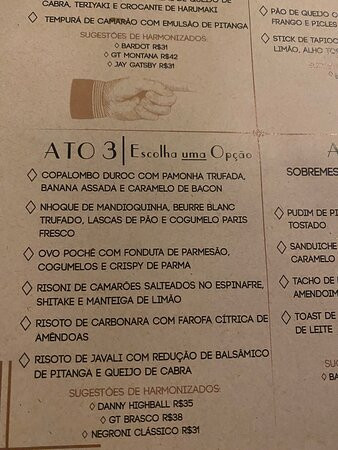 CABRA, TERIYAKI E CROCANTE DE HARUMAKI
TEMPURÁ DE CAMARÃO COM EMULSÃO DE PITANGA
SUGESTÕES DE HARMONIZADOS:
◊ BARDOT R$31
◊ GT MONTANA R$42
◊ JAY GATSBY R$31
ATO 3 | Escolha uma Opção
◊ COPALOMBO DUROC COM PAMONHA TRUFADA,
BANANA ASSADA E CARAMELO DE BACON
◊ NHOQUE DE MANDIOQUINHA, BEURRE BLANC
TRUFADO, LASCAS DE PÃO E COGUMELO PARIS
FRESCO
◊ OVO POCHÊ COM FONDUTA DE PARMESÃO,
COGUMELOS E CRISPY DE PARMA
◊ RISONI DE CAMARÕES SALTEADOS NO ESPINAFRE,
SHITAKE E MANTEIGA DE LIMÃO
◊ RISOTO DE CARBONARA COM FAROFA CÍTRICA DE
AMÊNDOAS
◊ RISOTO DE JAVALI COM REDUÇÃO DE BALSÂMICO
DE PITANGA E QUEIJO DE CABRA
SUGESTÕES DE HARMONIZADOS:
◊ DANNY HIGHBALL R$35
◊ GT BRASCO R$38
◊ NEGRONI CLÁSSICO R$31
◊ PÃO DE QUEIJO
FRANGO E PICLES
◊ STICK DE
LIMÃO, ALHO
◊ PUDIM DE
TOSTADO
◊
CARAMELO
◊ TACHO DE
◊ TOAST DE
DE LEITE